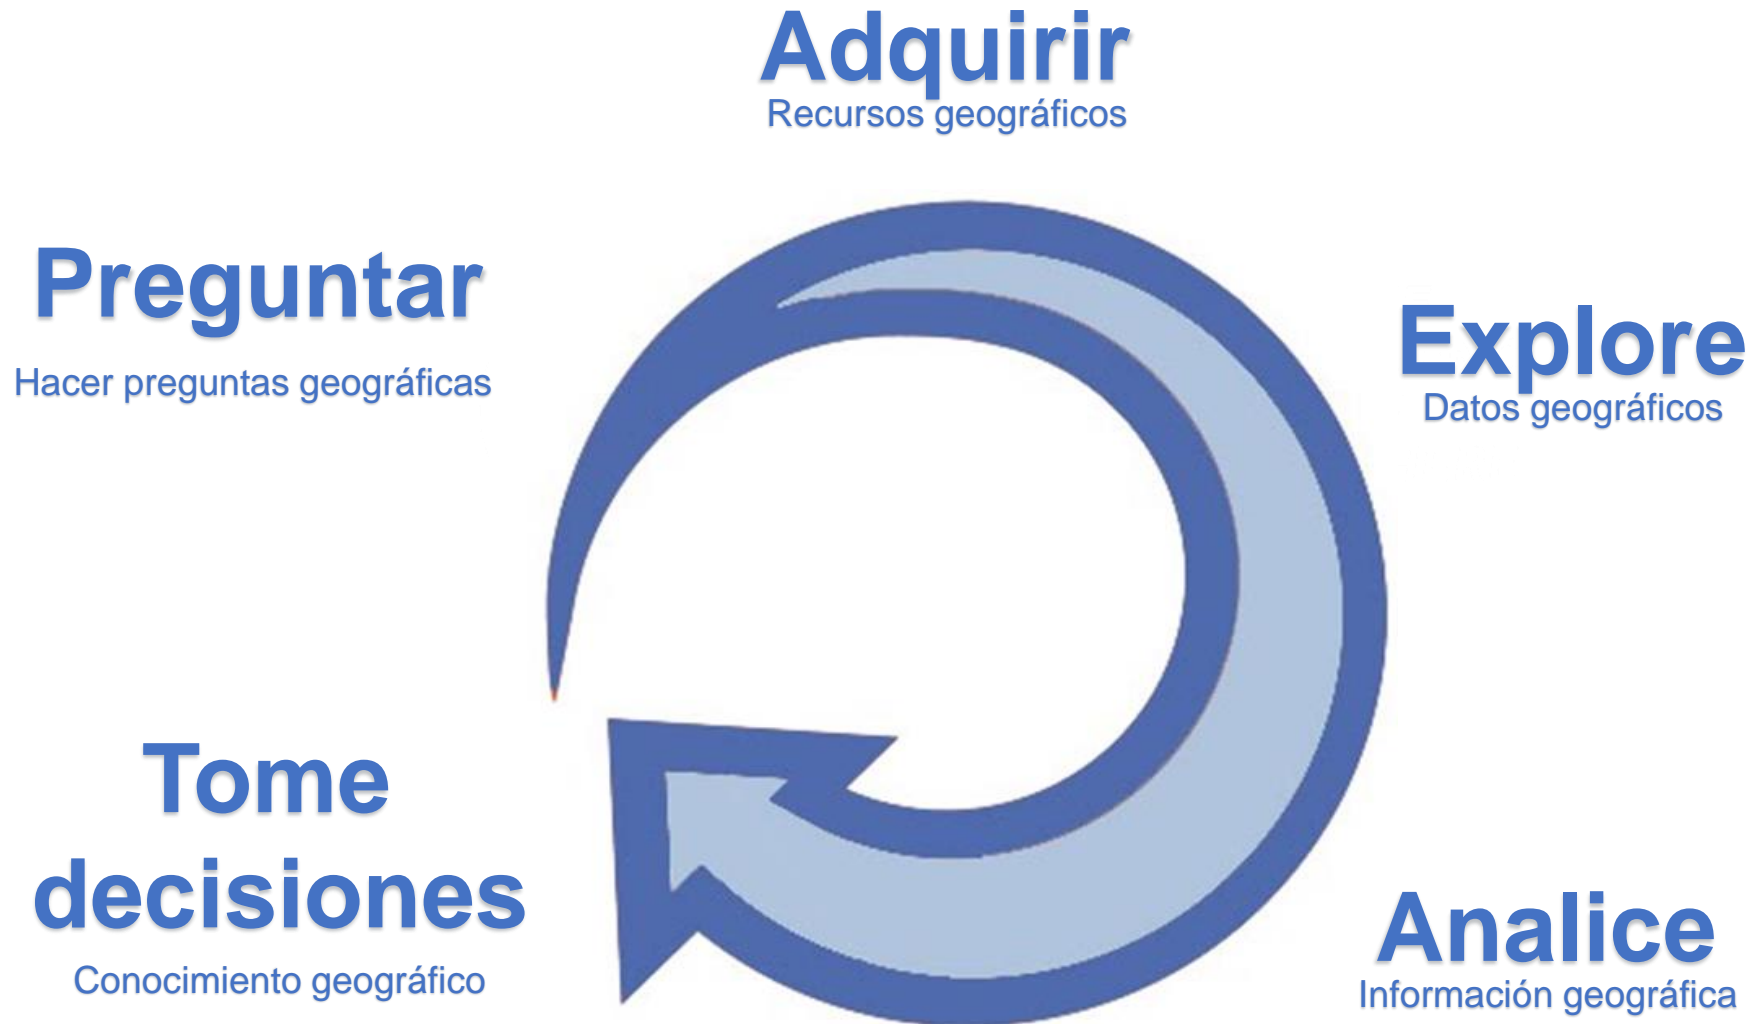 Adquirir
Recursos geográficos
Preguntar
Hacer preguntas geográficas
Explore
Datos geográficos
Tome
decisiones
Conocimiento geográfico
Analice
Información geográfica